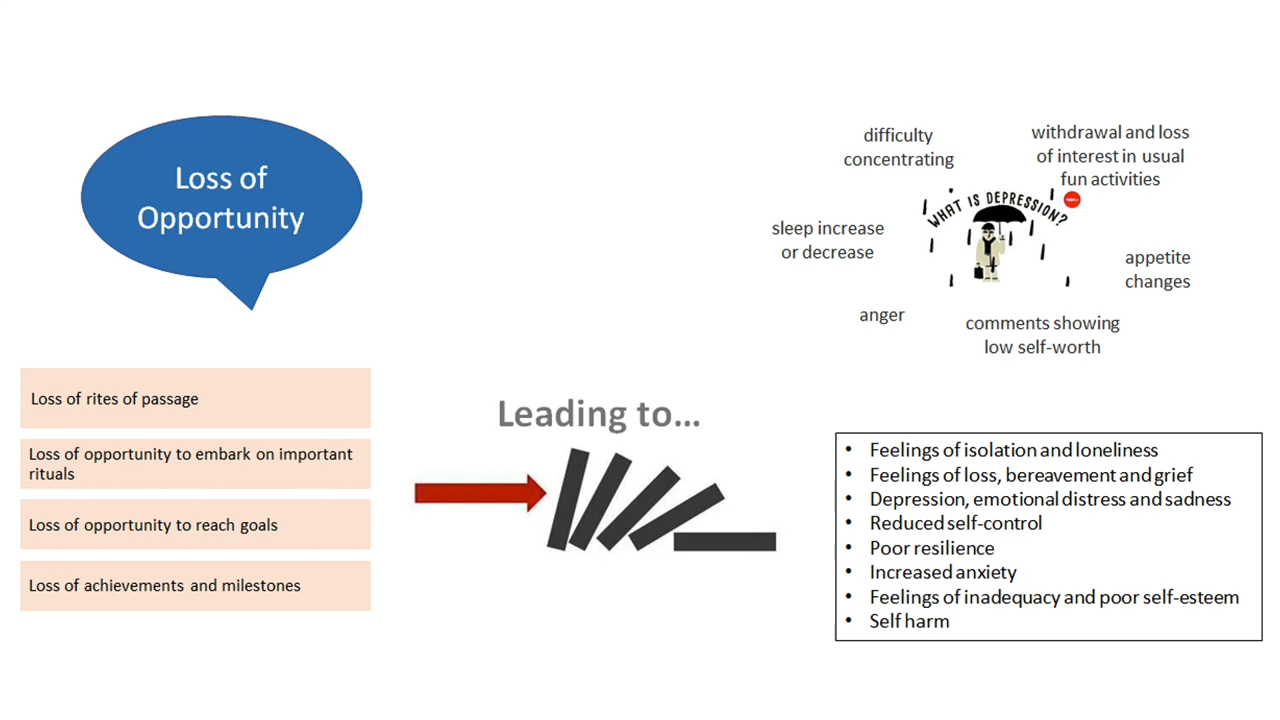 Loss of
Opportunity
Loss of rites of passage
Loss of opportunity to embark on important
rituals
Loss of opportunity to reach goals
Loss of achievements and milestones
Leading to...
difficulty
concentrating
withdrawal and loss
of interest in usual
fun activities
WHAT IS DEPRESSION?
sleep increase
or decrease
appetite
changes
anger
comments showing
low self-worth
• Feelings of isolation and loneliness
• Feelings of loss, bereavement and grief
• Depression, emotional distress and sadness
• Reduced self-control
• Poor resilience
• Increased anxiety
• Feelings of inadequacy and poor self-esteem
• Self harm